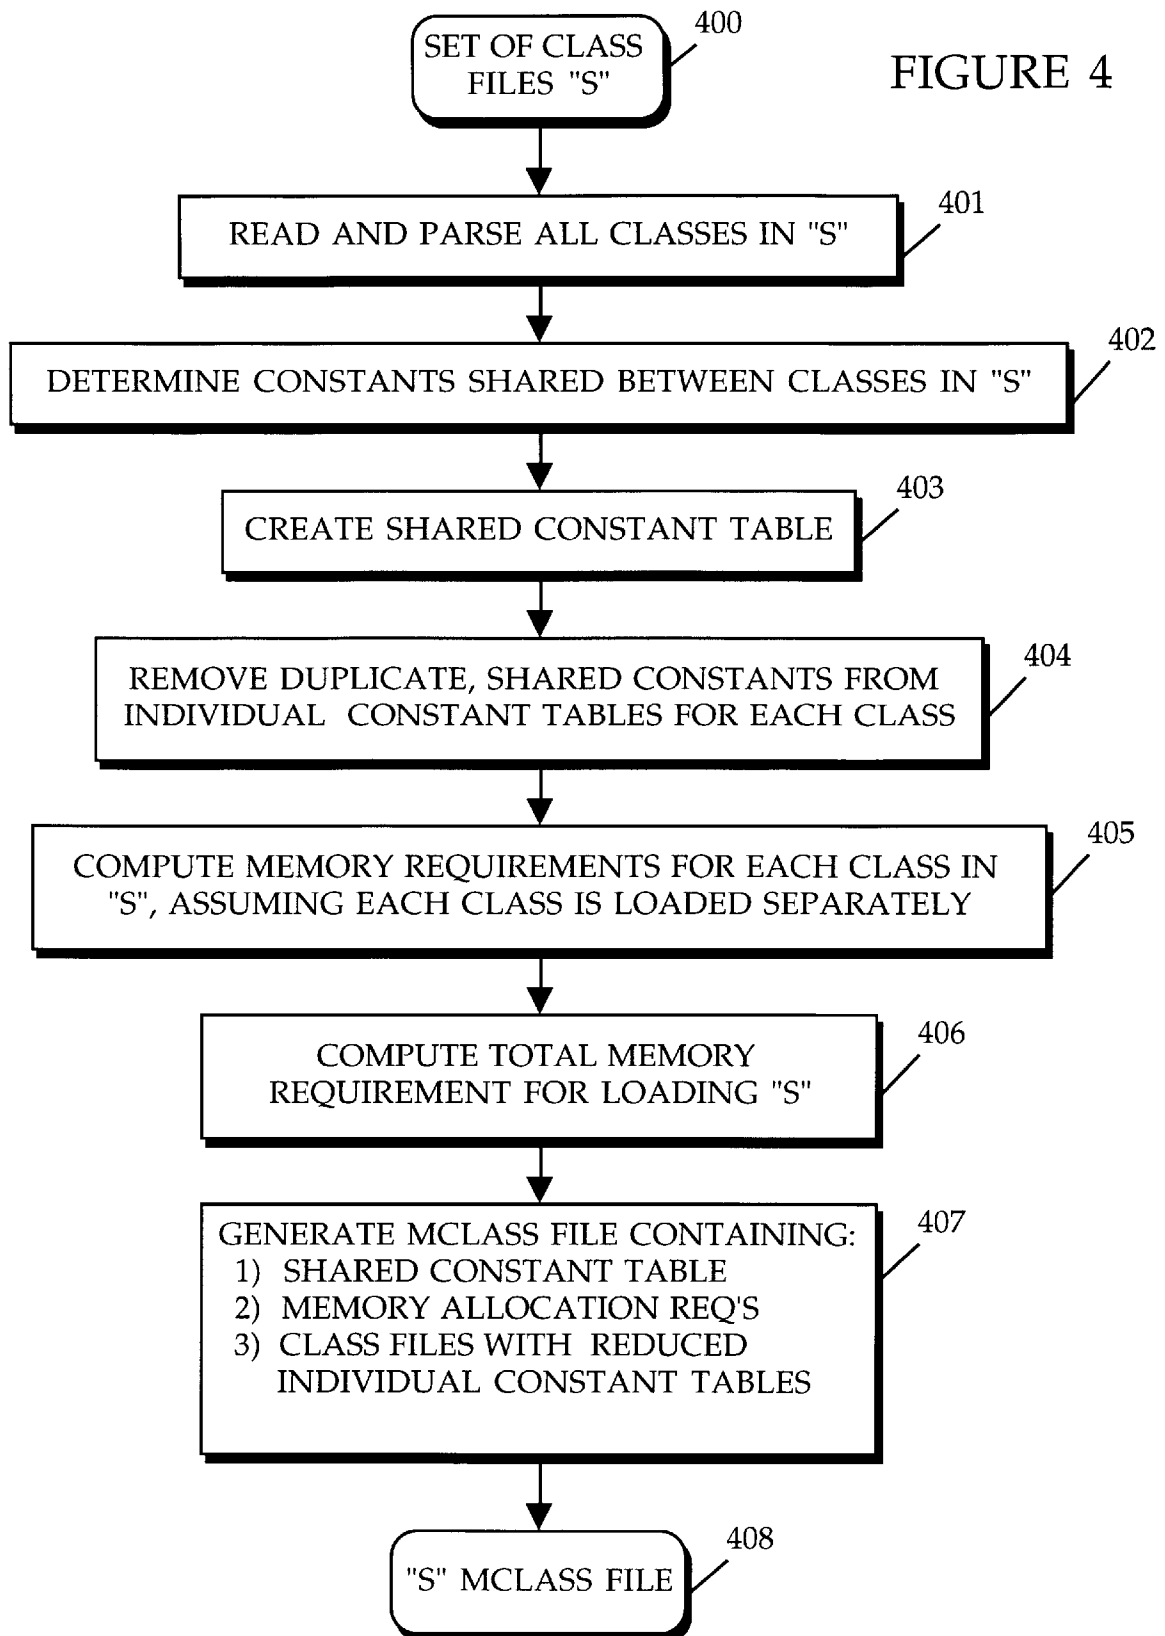 400
SET OF CLASS
FILES "S"
FIGURE 4
401
READ AND PARSE ALL CLASSES IN "S"
402
DETERMINE CONSTANTS SHARED BETWEEN CLASSES IN "S"
403
CREATE SHARED CONSTANT TABLE
404
REMOVE DUPLICATE, SHARED CONSTANTS FROM
INDIVIDUAL CONSTANT TABLES FOR EACH CLASS
405
COMPUTE MEMORY REQUIREMENTS FOR EACH CLASS IN
"S", ASSUMING EACH CLASS IS LOADED SEPARATELY
406
COMPUTE TOTAL MEMORY
REQUIREMENT FOR LOADING "S"
407
GENERATE MCLASS FILE CONTAINING:
1) SHARED CONSTANT TABLE
2) MEMORY ALLOCATION REQ'S
3) CLASS FILES WITH REDUCED
INDIVIDUAL CONSTANT TABLES
408
"S" MCLASS FILE